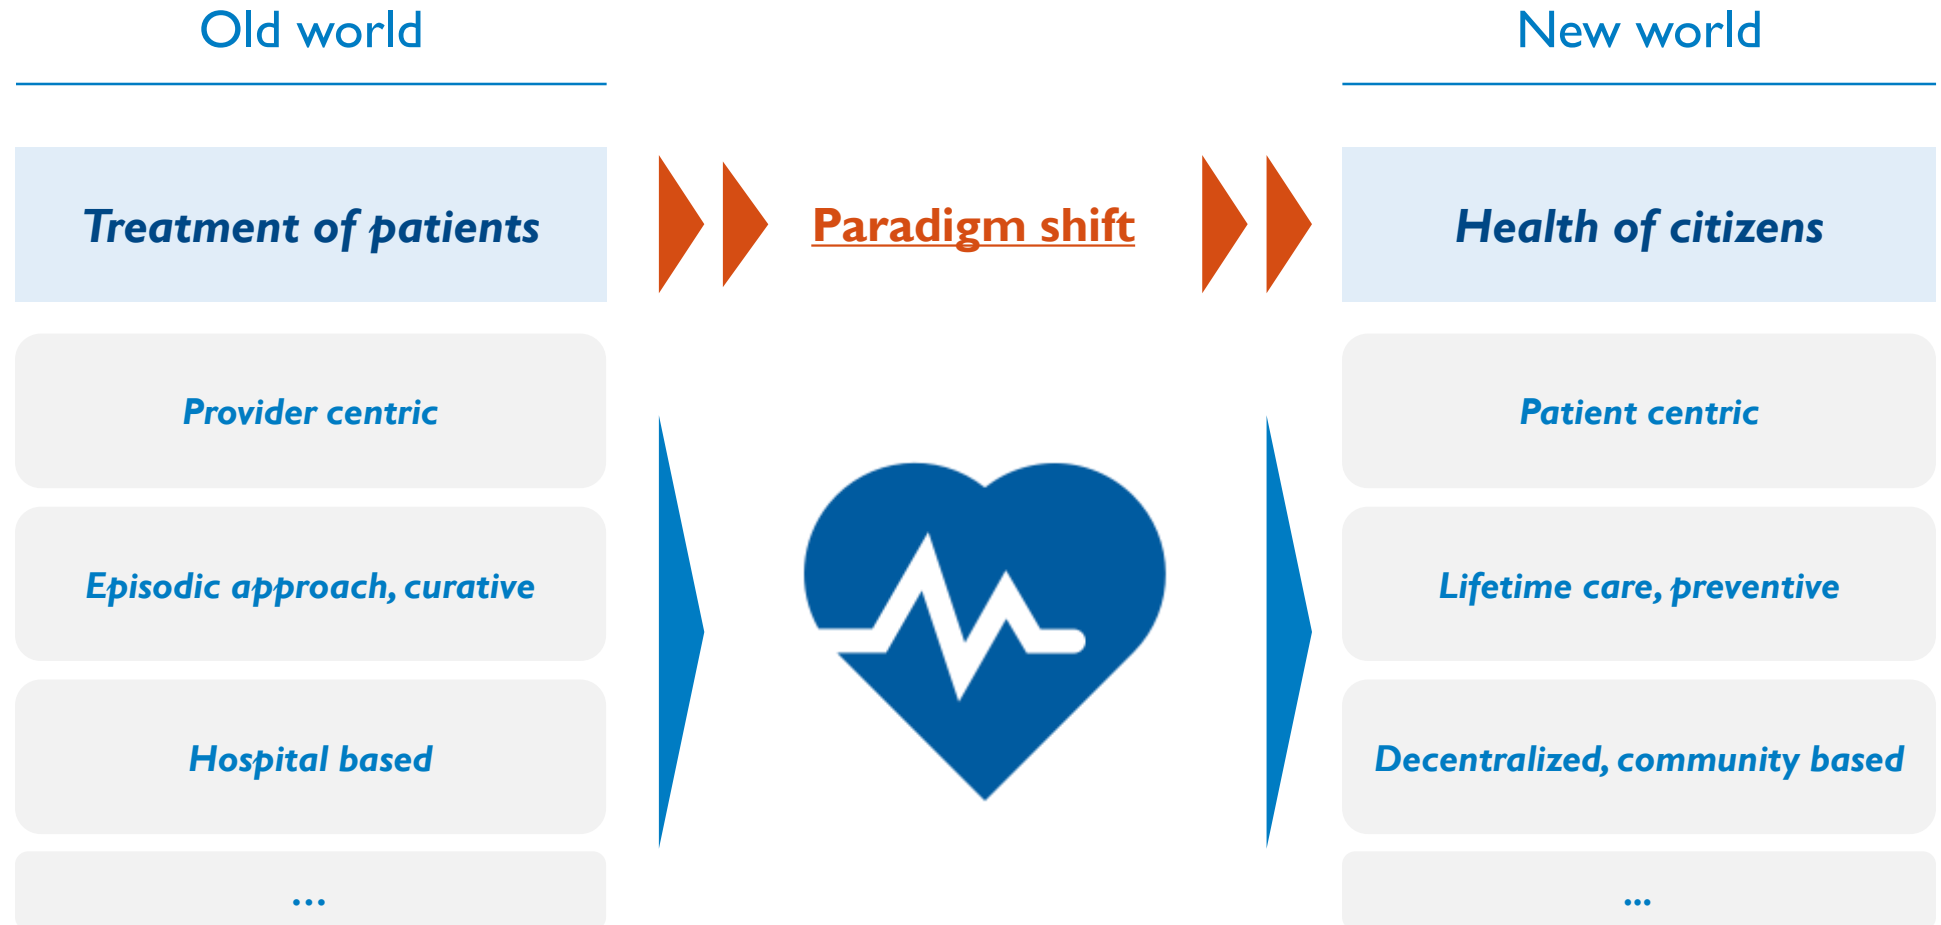 Old world
New world
Treatment of patients
Paradigm shift
Health of citizens
Provider centric
Patient centric
Episodic approach, curative
Lifetime care, preventive
Hospital based
Decentralized, community based
…
...